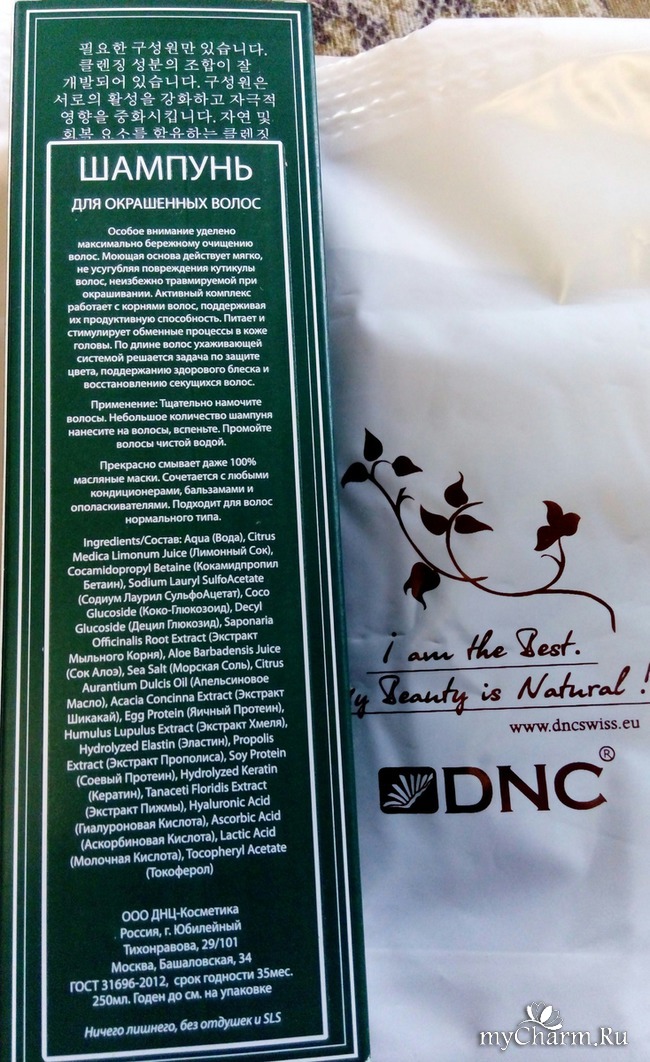 필요한 구성원만 있습니다.
클렌징 성분의 조합이 잘
개발되어 있습니다. 구성원은
서로의 활성을 강화하고 자극적
영향을 중화시킵니다. 자연 및
회복 요소를 함유하는 클렌징
ШАМПУНЬ
ДЛЯ ОКРАШЕННЫХ ВОЛОС
Особое внимание уделено
максимально бережному очищению
волос. Моющая основа действует мягко,
не усугубляя повреждения кутикулы
волос, неизбежно травмируемой при
окрашивании. Активный комплекс
работает с корнями волос, поддерживая
их продуктивную способность. Питает и
стимулирует обменные процессы в коже
головы. По длине волос ухаживающей
системой решается задача по защите
цвета, поддержанию здорового блеска и
восстановлению секущихся волос.
Применение: Тщательно намочите
волосы. Небольшое количество шампуня
нанесите на волосы, вспеньте. Промойте
волосы чистой водой.
Прекрасно смывает даже 100%
масляные маски. Сочетается с любыми
кондиционерами, бальзамами и
ополаскивателями. Подходит для волос
нормального типа.
Ingredients/Состав: Aqua (Вода), Citrus
Medica Limonum Juice (Лимонный Сок),
Cocamidopropyl Betaine (Кокамидпропил
Бетаин), Sodium Lauryl SulfoAcetate
(Содиум Лаурил СульфоАцетат), Coco
Glucoside (Коко-Глюкозоид), Decyl
Glucoside (Децил Глюкозид), Saponaria
Officinalis Root Extract (Экстракт
Мыльного Корня), Aloe Barbadensis Juice
(Сок Алоэ), Sea Salt (Морская Соль), Citrus
Aurantium Dulcis Oil (Апельсиновое
Масло), Acacia Concinna Extract (Экстракт
Шикакай), Egg Protein (Яичный Протеин),
Humulus Lupulus Extract (Экстракт Хмеля),
Hydrolyzed Elastin (Эластин), Propolis
Extract (Экстракт Прополиса), Soy Protein
(Соевый Протеин), Hydrolyzed Keratin
(Кератин), Tanaceti Floridis Extract
(Экстракт Пижмы), Hyaluronic Acid
(Гиалуроновая Кислота), Ascorbic Acid
(Аскорбиновая Кислота), Lactic Acid
(Молочная Кислота), Tocopheryl Acetate
(Токоферол)
ООО ДНЦ-Косметика
Россия, г. Юбилейный
Тихонравова, 29/101
Москва, Башаловская, 34
ГОСТ 31696-2012, срок годности 35мес.
250мл. Годен до см. на упаковке
Ничего лишнего, без отдушек и SLS
i am the Best.
y Beauty is Natural !
www.dncswiss.eu
DNC®
myCharm.Ru